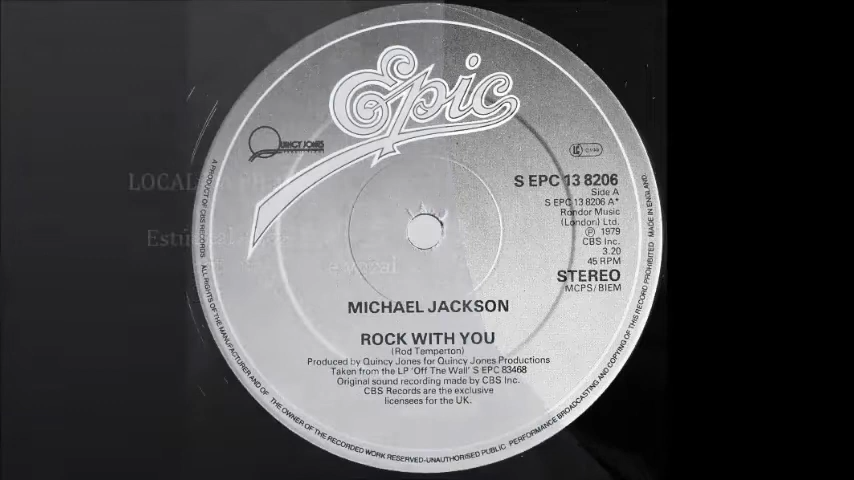 Epic
QUINCY JONES
S EPC 13 8206
Side A
S EPC 13 8206 A*
Rondor Music
(London) Ltd.
Ⓟ 1979
CBS Inc.
3.20
45 RPM
STEREO
MCPS/BIEM
MICHAEL JACKSON
ROCK WITH YOU
(Rod Temperton)
Produced by Quincy Jones for Quincy Jones Productions
Taken from the LP 'Off The Wall' S EPC 83468
Original sound recording made by CBS Inc.
CBS Records are the exclusive
licensees for the UK.
A PRODUCT OF CBS RECORDS ALL RIGHTS OF THE MANUFACTURER AND OF THE OWNER OF THE RECORDED WORK RESERVED-UNAUTHORISED PUBLIC PERFORMANCE BROADCASTING AND COPYING OF THIS RECORD PROHIBITED MADE IN ENGLAND